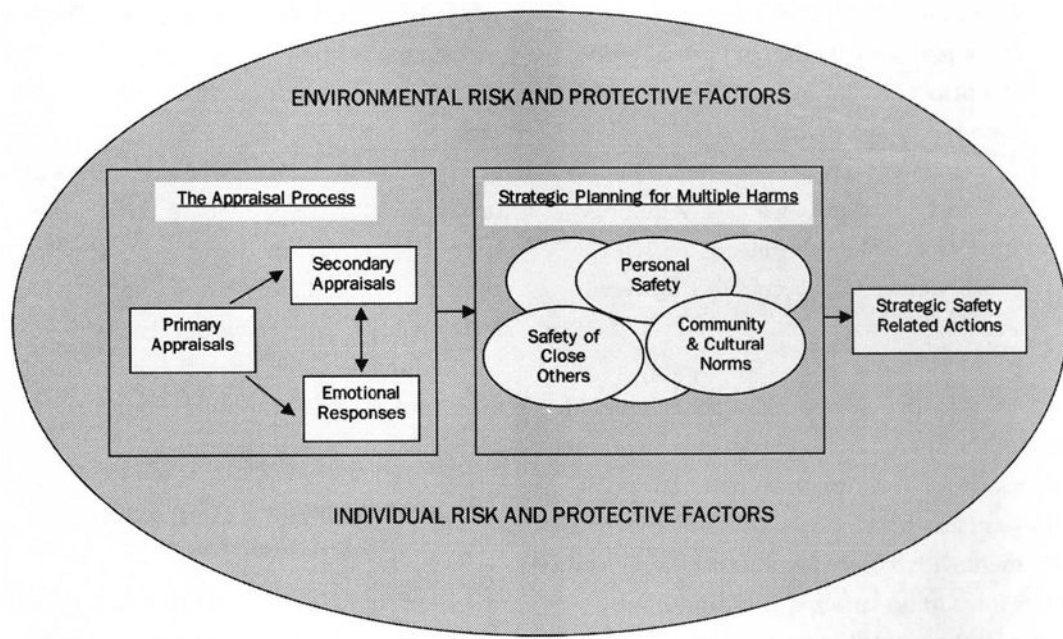 ENVIRONMENTAL RISK AND PROTECTIVE FACTORS
The Appraisal Process
Primary
Appraisals
Secondary
Appraisals
Emotional
Responses
Strategic Planning for Multiple Harms
Personal
Safety
Safety of
Close
Others
Community
& Cultural
Norms
Strategic Safety
Related Actions
INDIVIDUAL RISK AND PROTECTIVE FACTORS